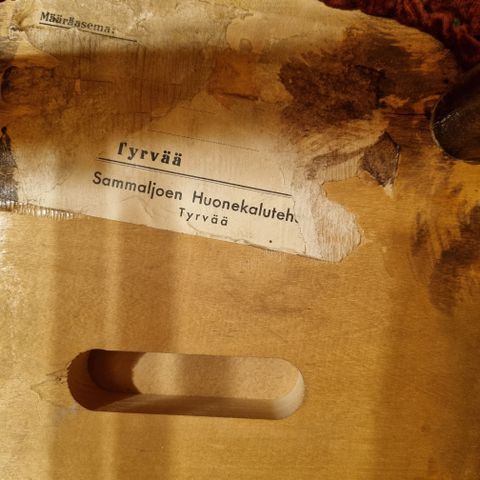 Määräasema:
Tyrvää
Sammaljoen Huonekaluteh
Tyrvää